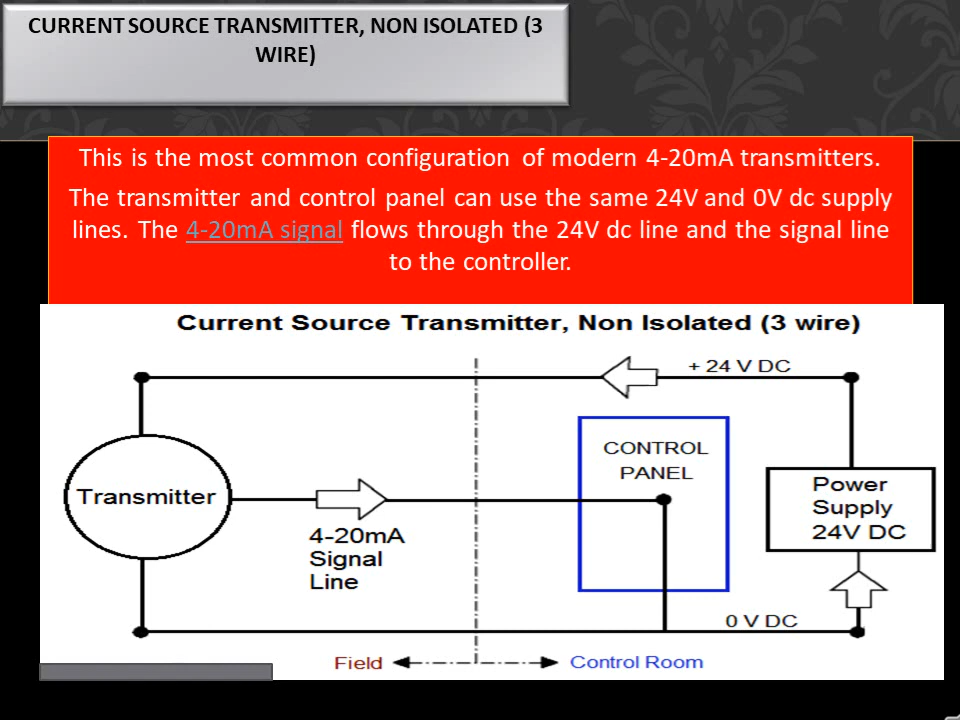 CURRENT SOURCE TRANSMITTER, NON ISOLATED (3
WIRE)
This is the most common configuration of modern 4-20mA transmitters.
The transmitter and control panel can use the same 24V and 0V dc supply
lines. The 4-20mA signal flows through the 24V dc line and the signal line
to the controller.
Current Source Transmitter, Non Isolated (3 wire)
+ 24 V DC
CONTROL
PANEL
Transmitter
Power
Supply
24V DC
4-20mA
Signal
Line
0 V DC
Field
Control Room